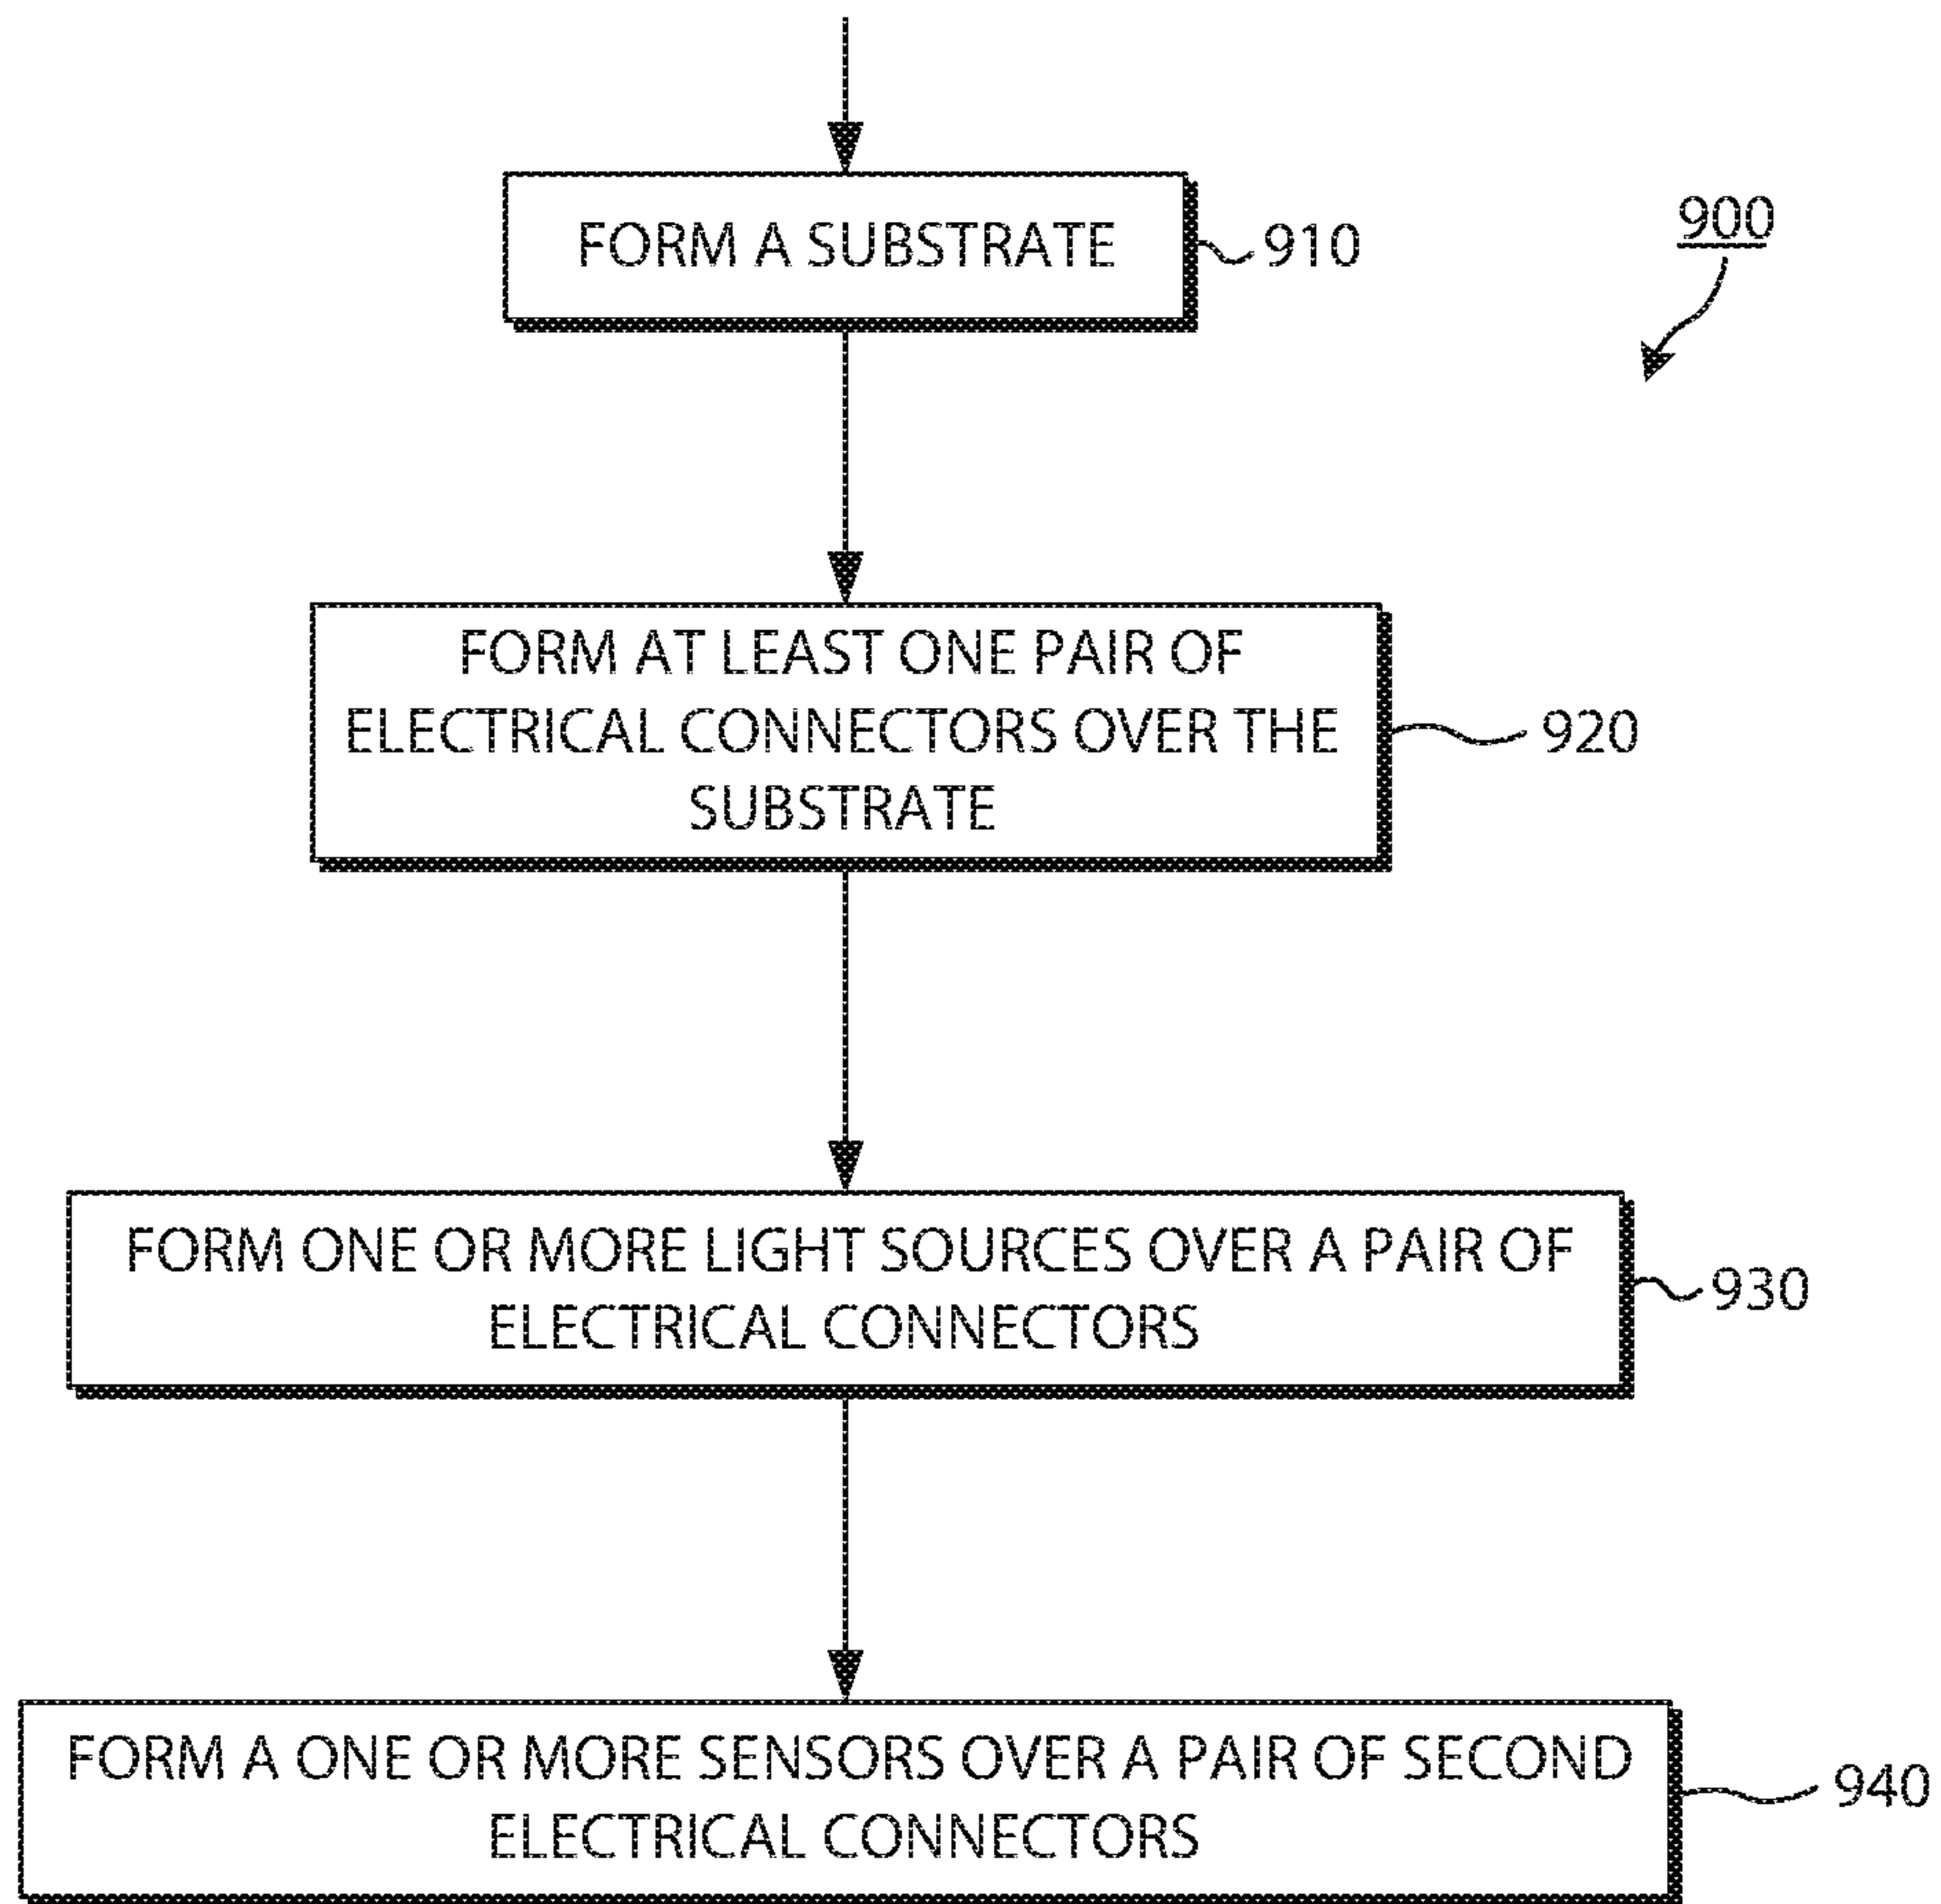 FORM A SUBSTRATE
910
900
FORM AT LEAST ONE PAIR OF
ELECTRICAL CONNECTORS OVER THE
SUBSTRATE
920
FORM ONE OR MORE LIGHT SOURCES OVER A PAIR OF
ELECTRICAL CONNECTORS
930
FORM A ONE OR MORE SENSORS OVER A PAIR OF SECOND
ELECTRICAL CONNECTORS
940